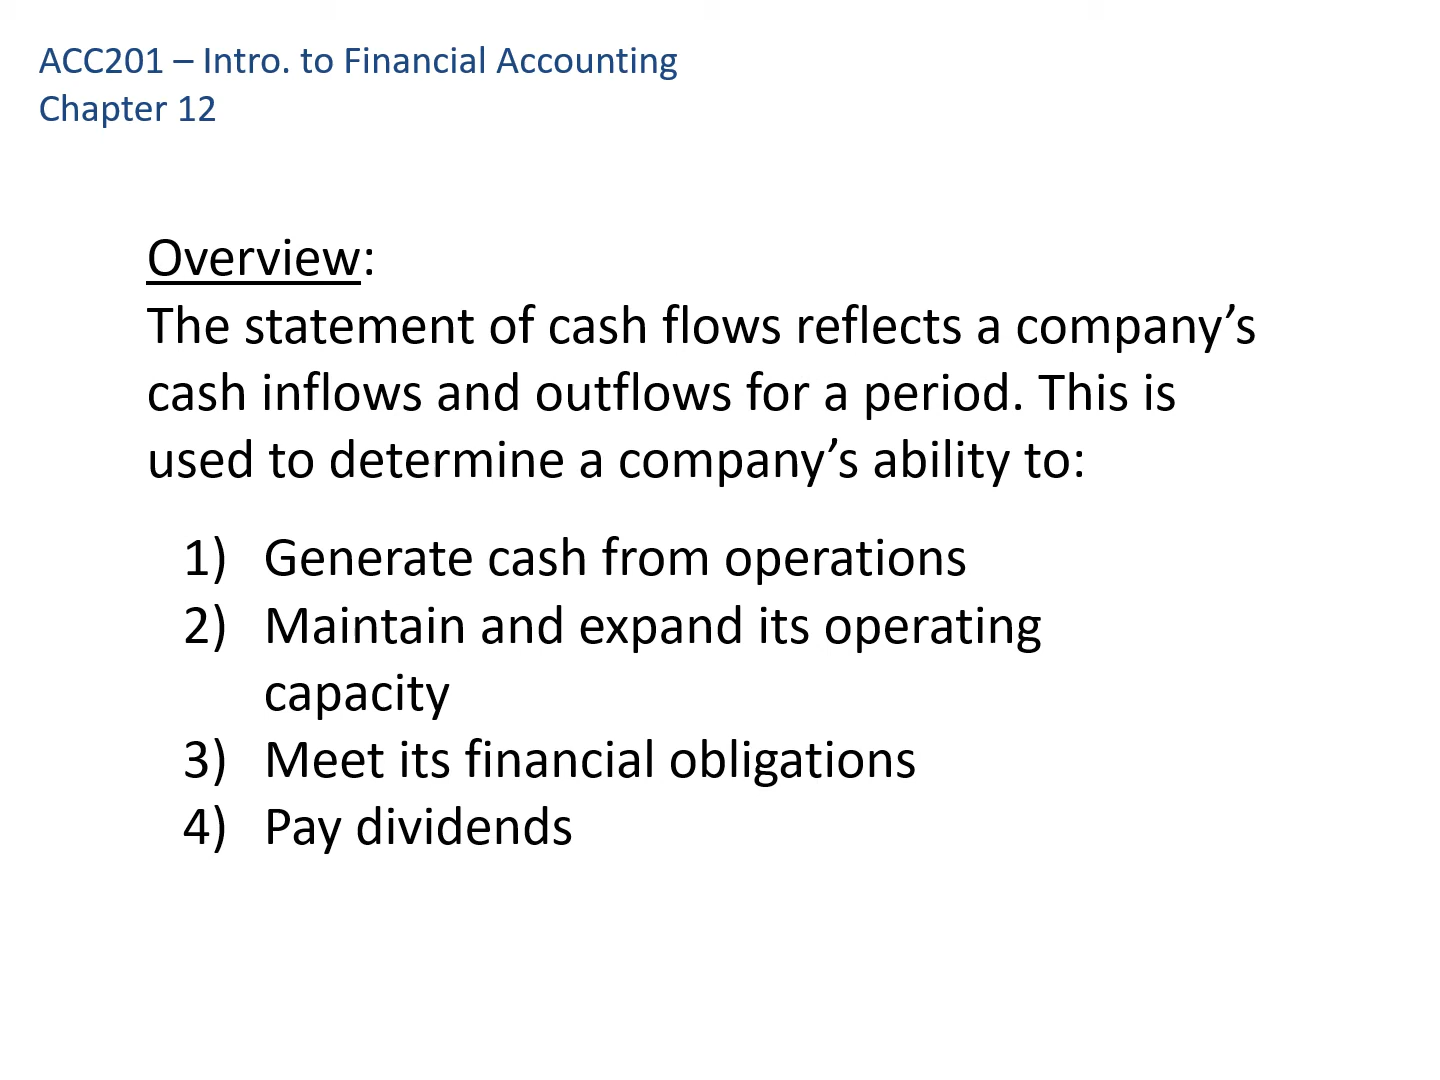 ACC201 – Intro. to Financial Accounting
Chapter 12
Overview:
The statement of cash flows reflects a company’s
cash inflows and outflows for a period. This is
used to determine a company’s ability to:
1) Generate cash from operations
2) Maintain and expand its operating
capacity
3) Meet its financial obligations
4) Pay dividends